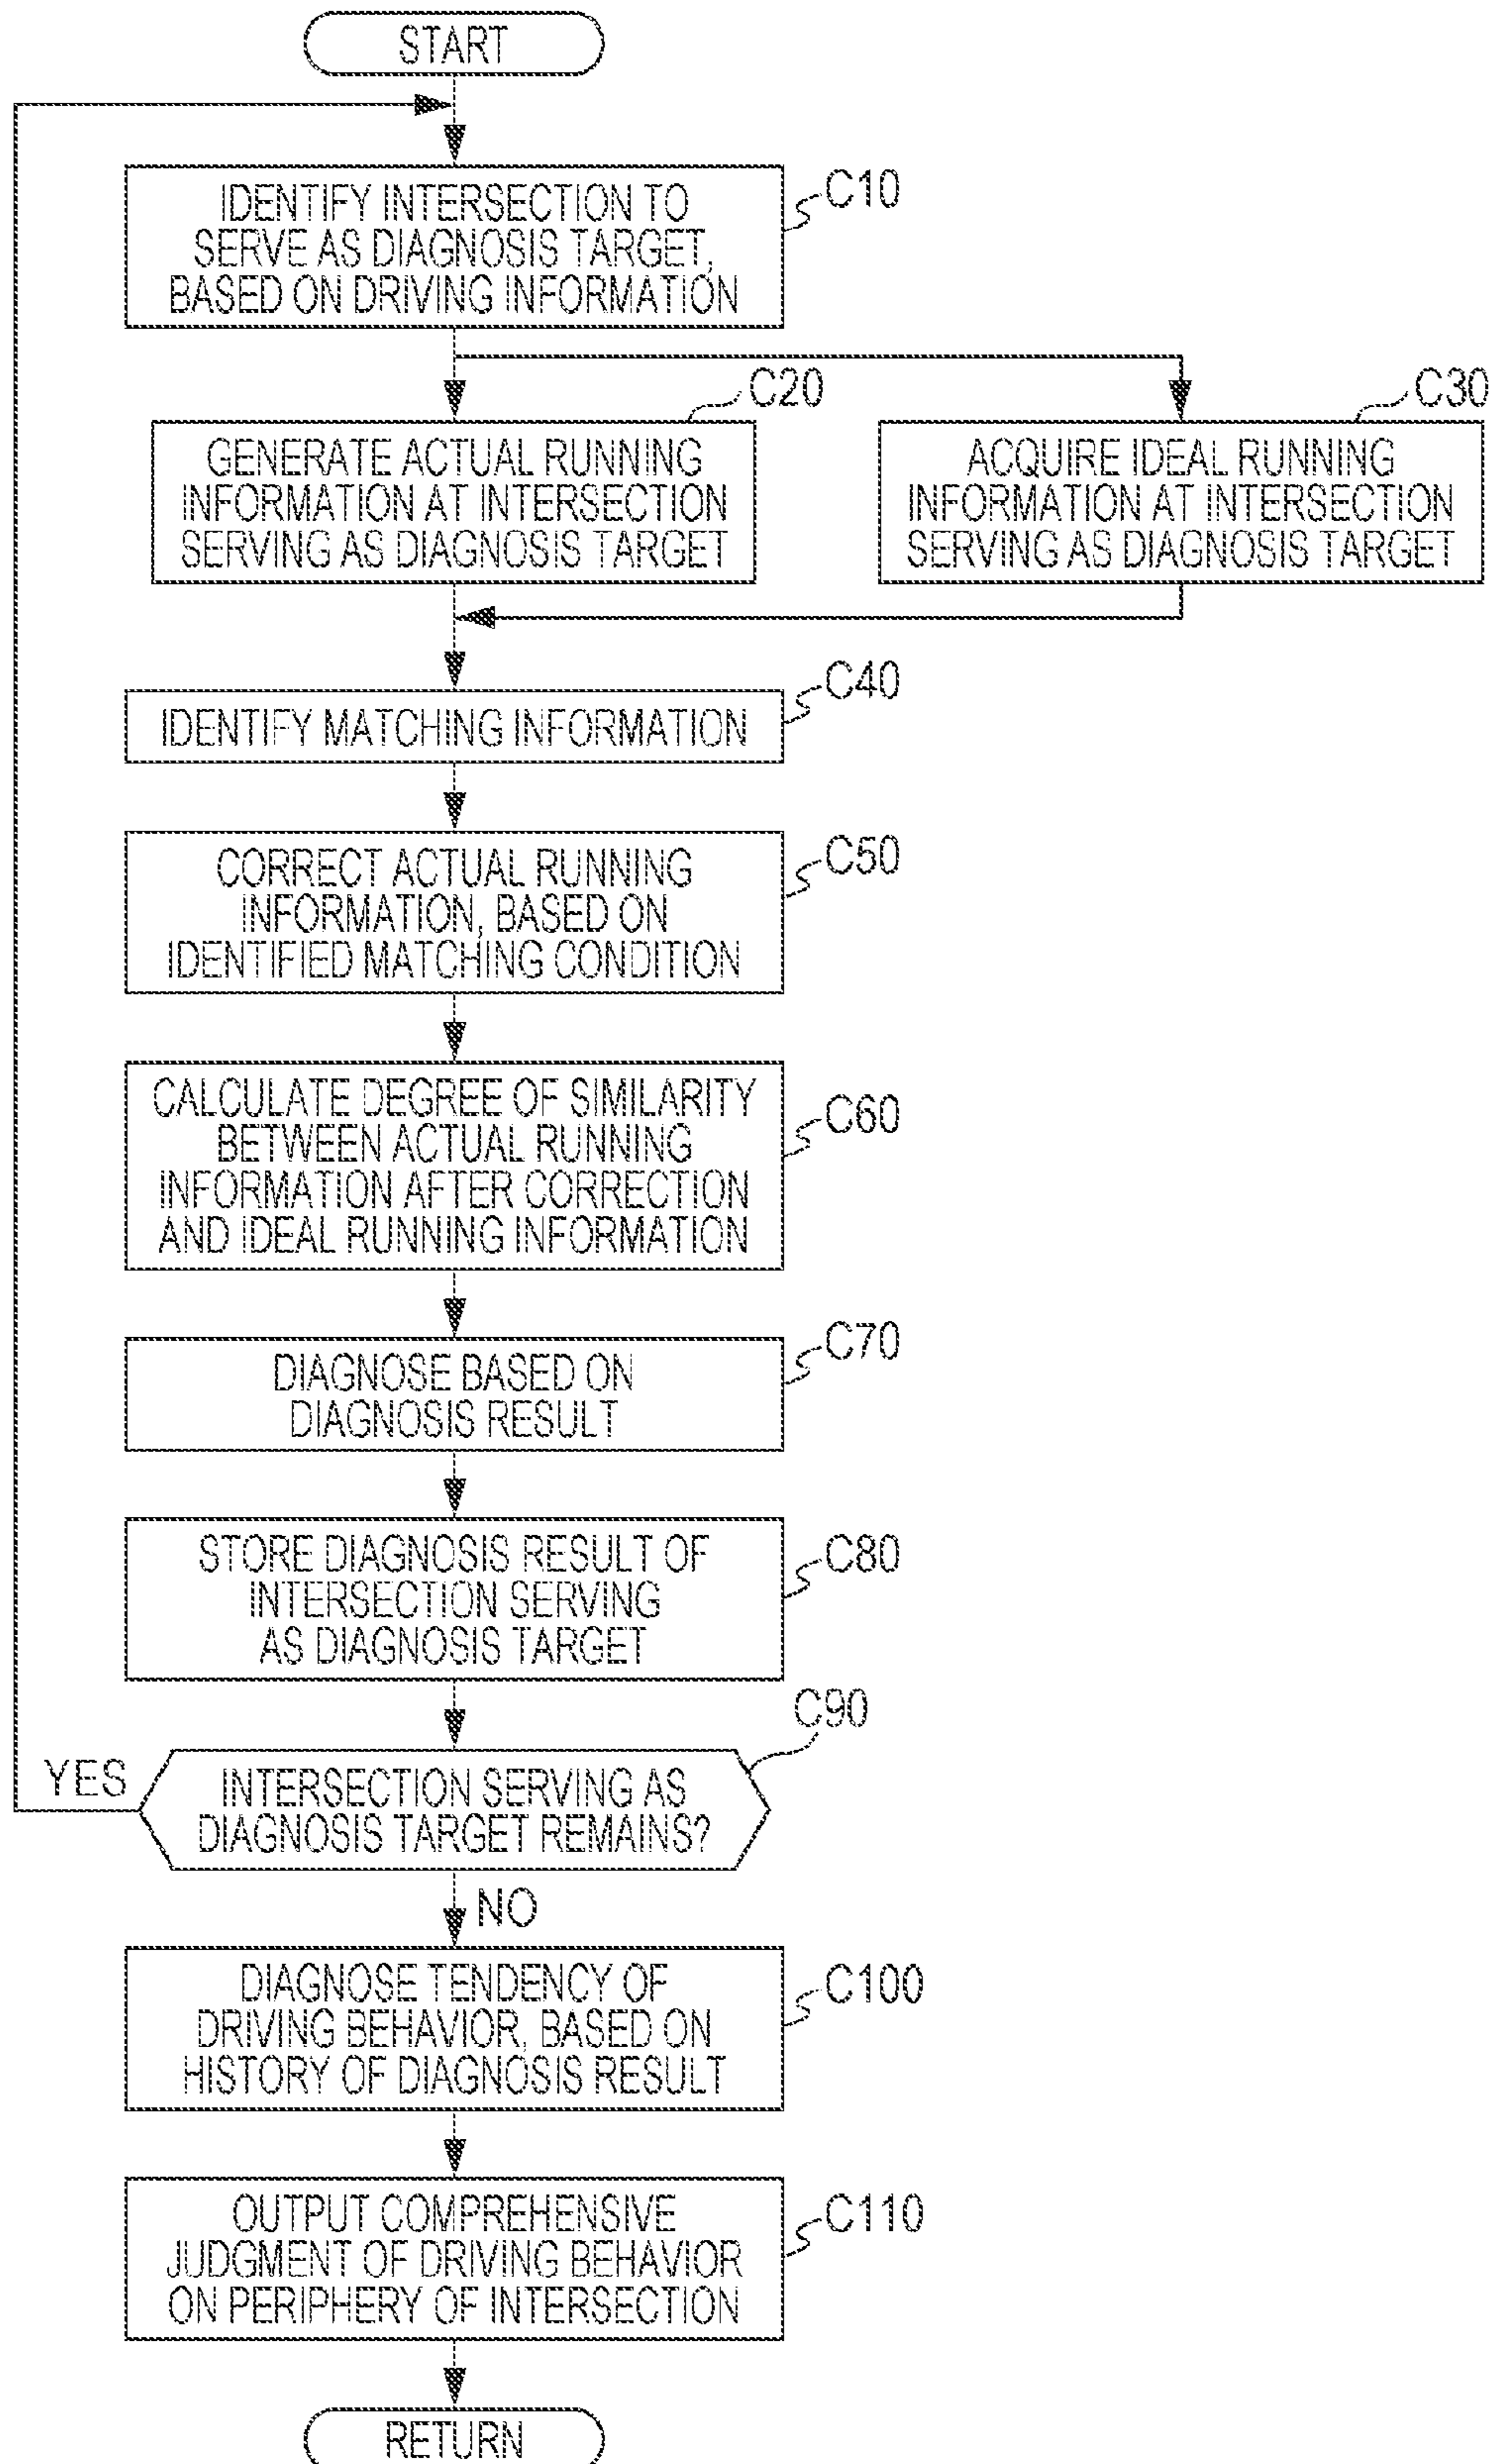 START
C10
IDENTIFY INTERSECTION TO
SERVE AS DIAGNOSIS TARGET,
BASED ON DRIVING INFORMATION
C20
GENERATE ACTUAL RUNNING
INFORMATION AT INTERSECTION
SERVING AS DIAGNOSIS TARGET
C30
ACQUIRE IDEAL RUNNING
INFORMATION AT INTERSECTION
SERVING AS DIAGNOSIS TARGET
C40
IDENTIFY MATCHING INFORMATION
C50
CORRECT ACTUAL RUNNING
INFORMATION, BASED ON
IDENTIFIED MATCHING CONDITION
C60
CALCULATE DEGREE OF SIMILARITY
BETWEEN ACTUAL RUNNING
INFORMATION AFTER CORRECTION
AND IDEAL RUNNING INFORMATION
C70
DIAGNOSE BASED ON
DIAGNOSIS RESULT
C80
STORE DIAGNOSIS RESULT OF
INTERSECTION SERVING
AS DIAGNOSIS TARGET
C90
YES
INTERSECTION SERVING AS
DIAGNOSIS TARGET REMAINS?
NO
C100
DIAGNOSE TENDENCY OF
DRIVING BEHAVIOR, BASED ON
HISTORY OF DIAGNOSIS RESULT
C110
OUTPUT COMPREHENSIVE
JUDGMENT OF DRIVING BEHAVIOR
ON PERIPHERY OF INTERSECTION
RETURN